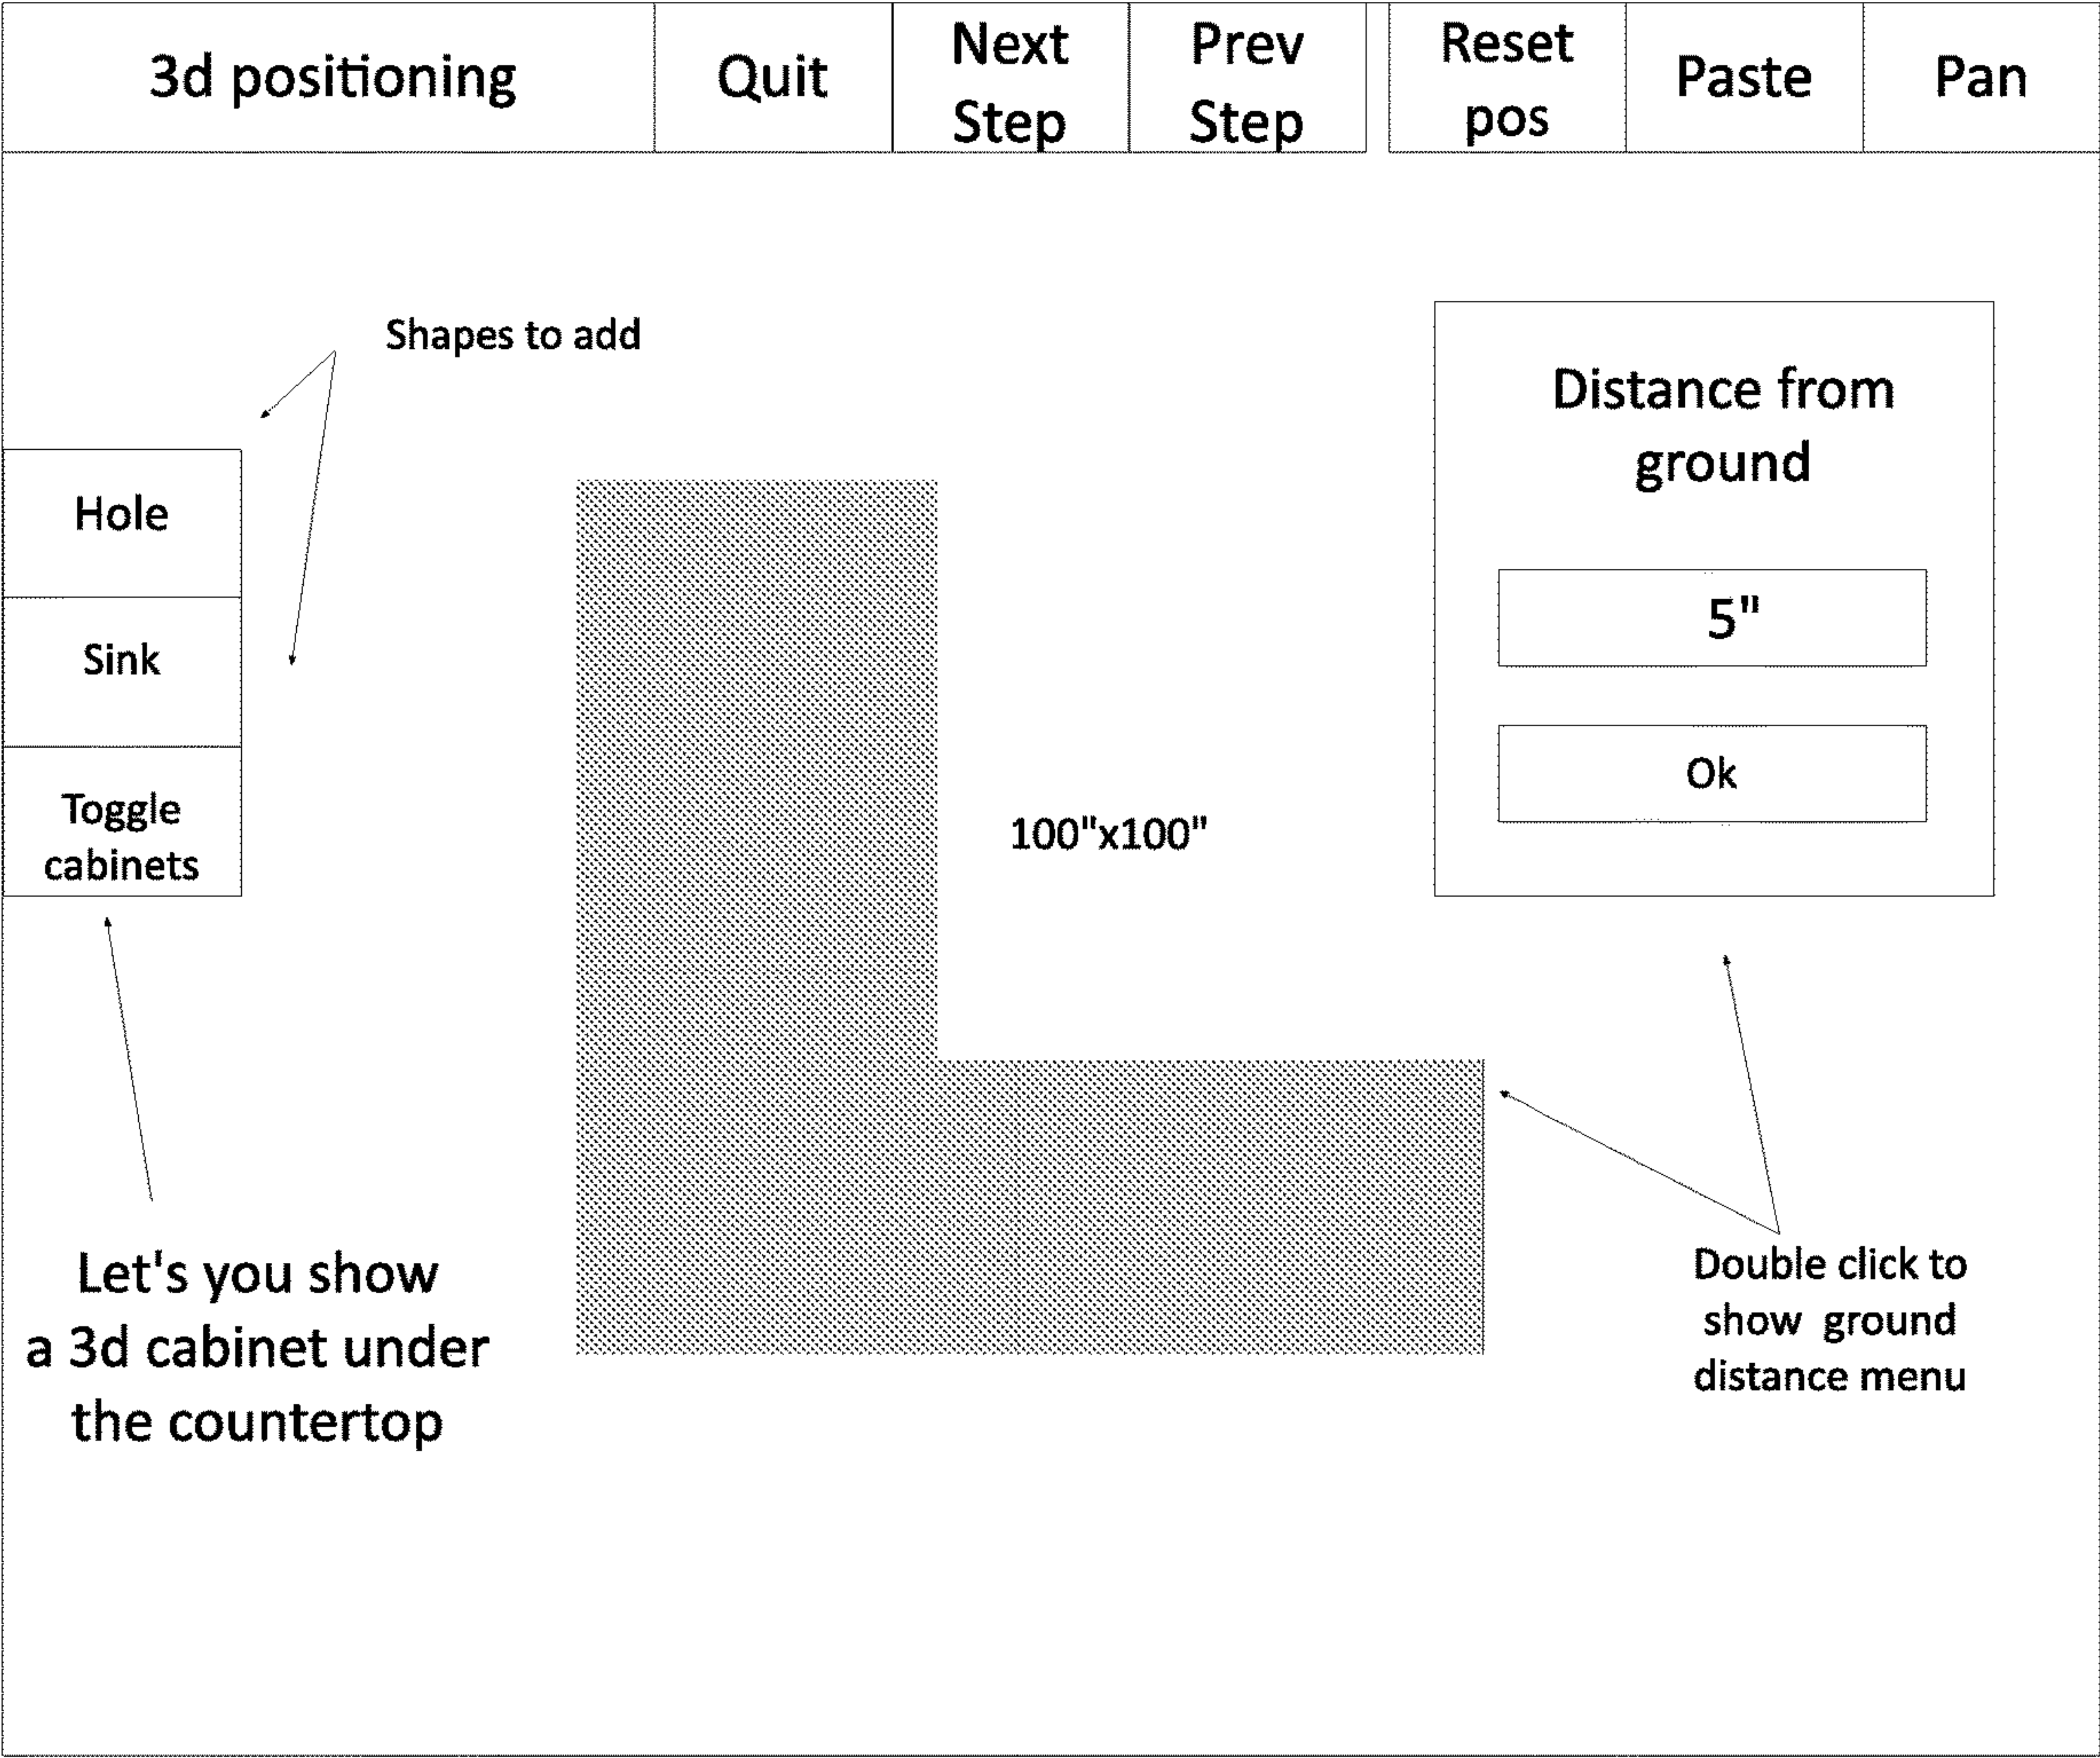 3d positioning
Quit
Next
Step
Prev
Step
Reset
pos
Paste
Pan
Shapes to add
Hole
Sink
Toggle
cabinets
Distance from
ground
5"
Ok
100"x100"
Let's you show
a 3d cabinet under
the countertop
Double click to
show ground
distance menu